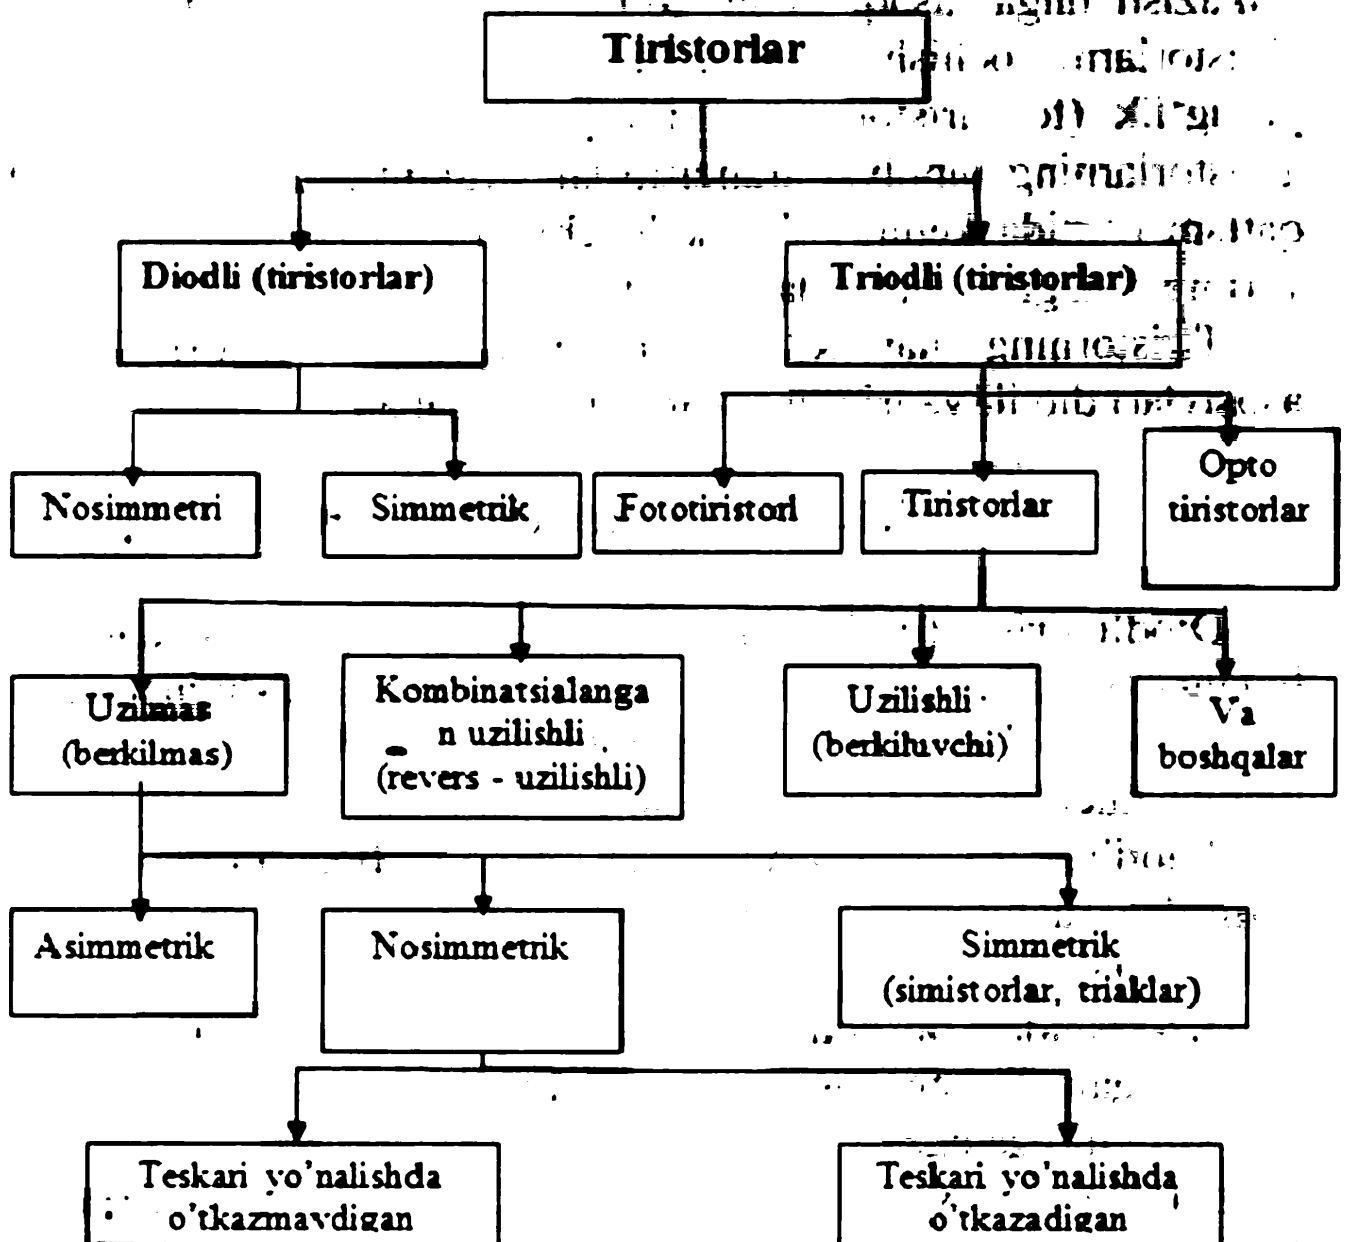 Tiristorlar
Diodli (tiristorlar)
Triodli (tiristorlar)
Nosimmetri
Simmetrik
Fototiristorl
Tiristorlar
Opto
tiristorlar
Uzilmas
(berkilmas)
Kombinatsialanga
n uzilishli
(revers - uzilishli)
Uzilishli
(berkiluvchi)
Va
boshqalar
Asimmetrik
Nosimmetrik
Simmetrik
(simistorlar, triaklar)
Teskari yo'nalishda
o'tkazmaydigan
Teskari yo'nalishda
o'tkazadigan